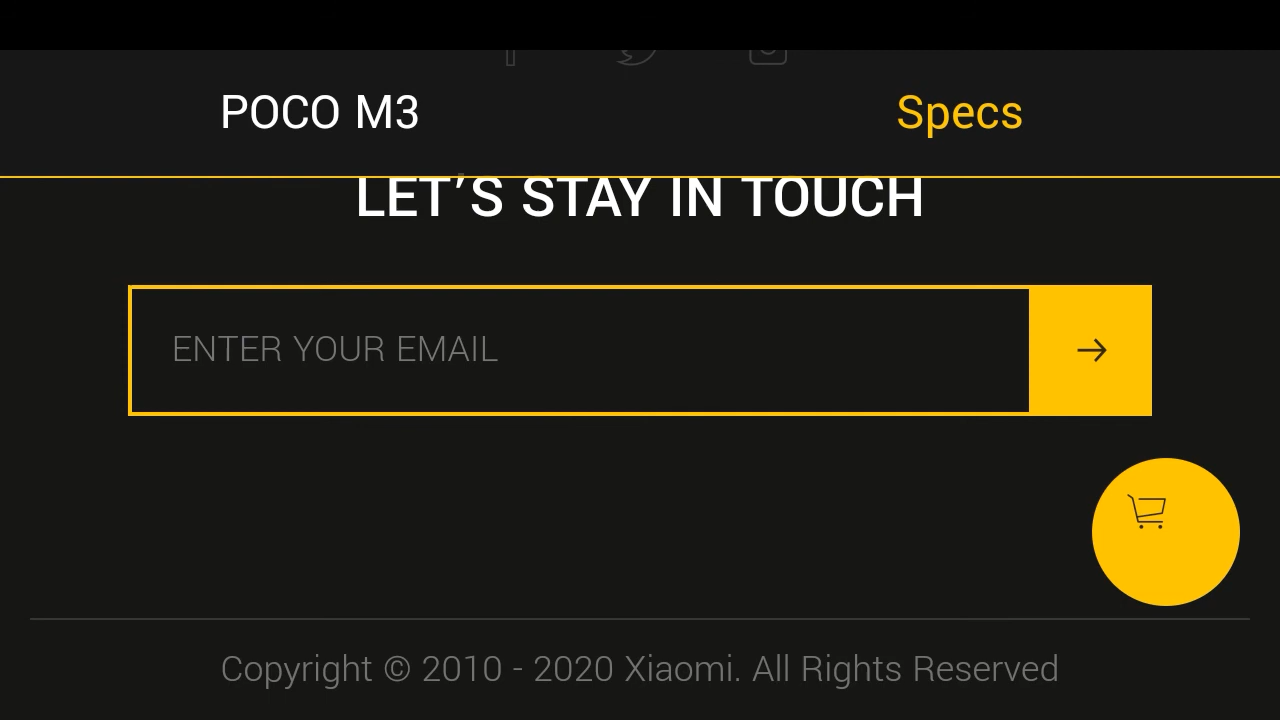 POCO M3
Specs
LET'S STAY IN TOUCH
ENTER YOUR EMAIL
Copyright © 2010 - 2020 Xiaomi. All Rights Reserved